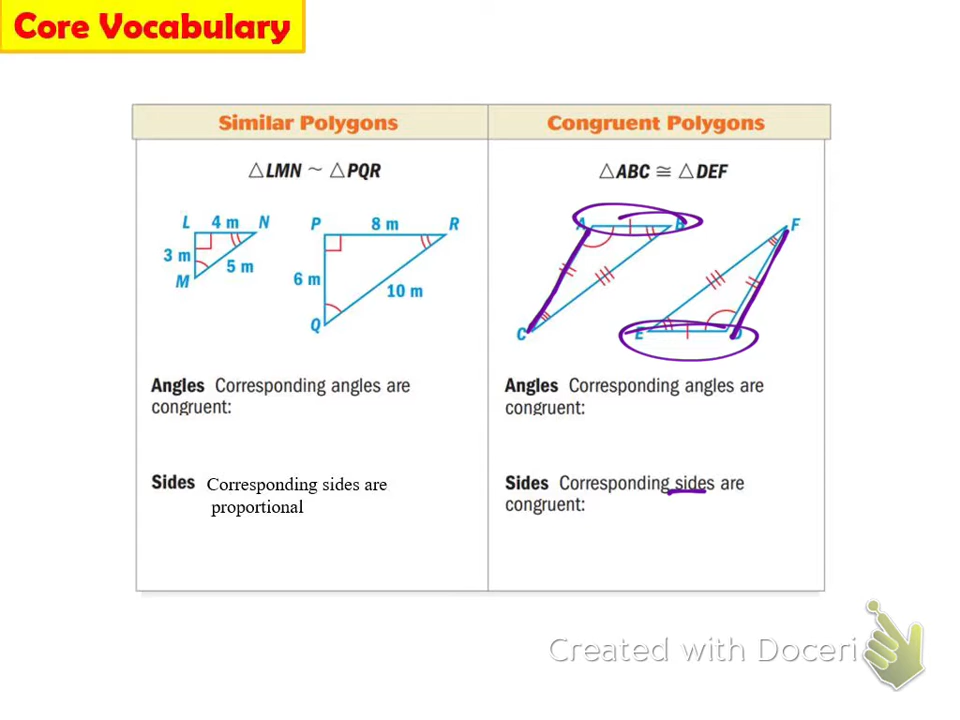 Core Vocabulary
Similar Polygons
Congruent Polygons
△LMN ~ △PQR
△ABC ≅ △DEF
L 4 m N
3 m
M
5 m
P 8 m R
6 m
10 m
Q
A B
C
F
E D
Angles Corresponding angles are
congruent:
Angles Corresponding angles are
congruent:
Sides Corresponding sides are
proportional
Sides Corresponding sides are
congruent:
Created with Doceri